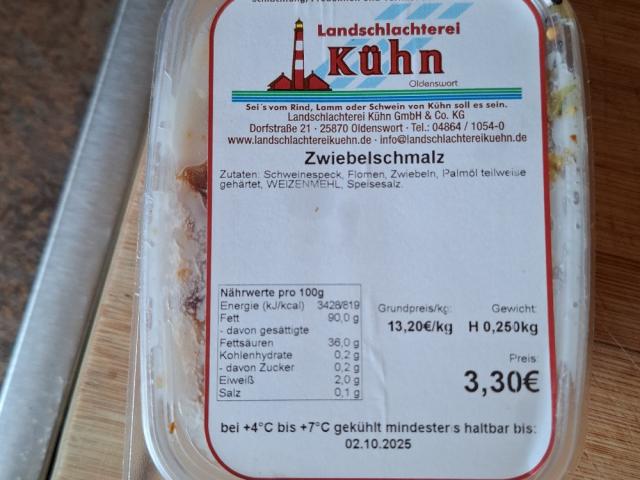 Landschlachterei
Kühn
Oldenswort
Sei's vom Rind, Lamm oder Schwein von Kühn soll es sein.
Landschlachterei Kühn GmbH & Co. KG
Dorfstraße 21 · 25870 Oldenswort · Tel.: 04864 / 1054-0
www.landschlachtereikuehn.de · info@landschlachtereikuehn.de
Zwiebelschmalz
Zutaten: Schweinespeck, Flomen, Zwiebeln, Palmöl teilweise
gehärtet, WEIZENMEHL, Speisesalz.
Nährwerte pro 100g
Energie (kJ/kcal) 3428/819
Fett 90,0 g
- davon gesättigte
Fettsäuren 36,0 g
Kohlenhydrate 0,2 g
- davon Zucker 0,2 g
Eiweiß 2,0 g
Salz 0,1 g
Grundpreis/kg: Gewicht:
13,20€/kg H 0,250kg
Preis:
3,30€
bei +4°C bis +7°C gekühlt mindestens haltbar bis:
02.10.2025